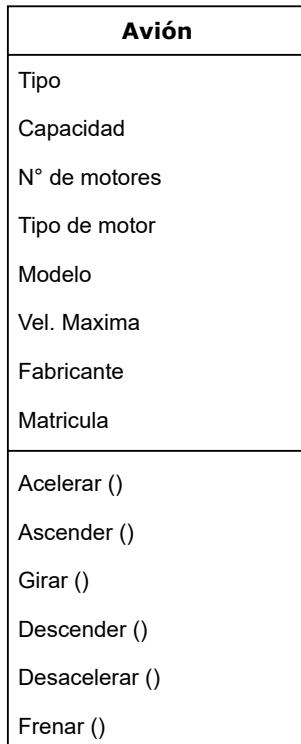 Avión
Tipo
Capacidad
N° de motores
Tipo de motor
Modelo
Vel. Maxima
Fabricante
Matricula
Acelerar ()
Ascender ()
Girar ()
Descender ()
Desacelerar ()
Frenar ()